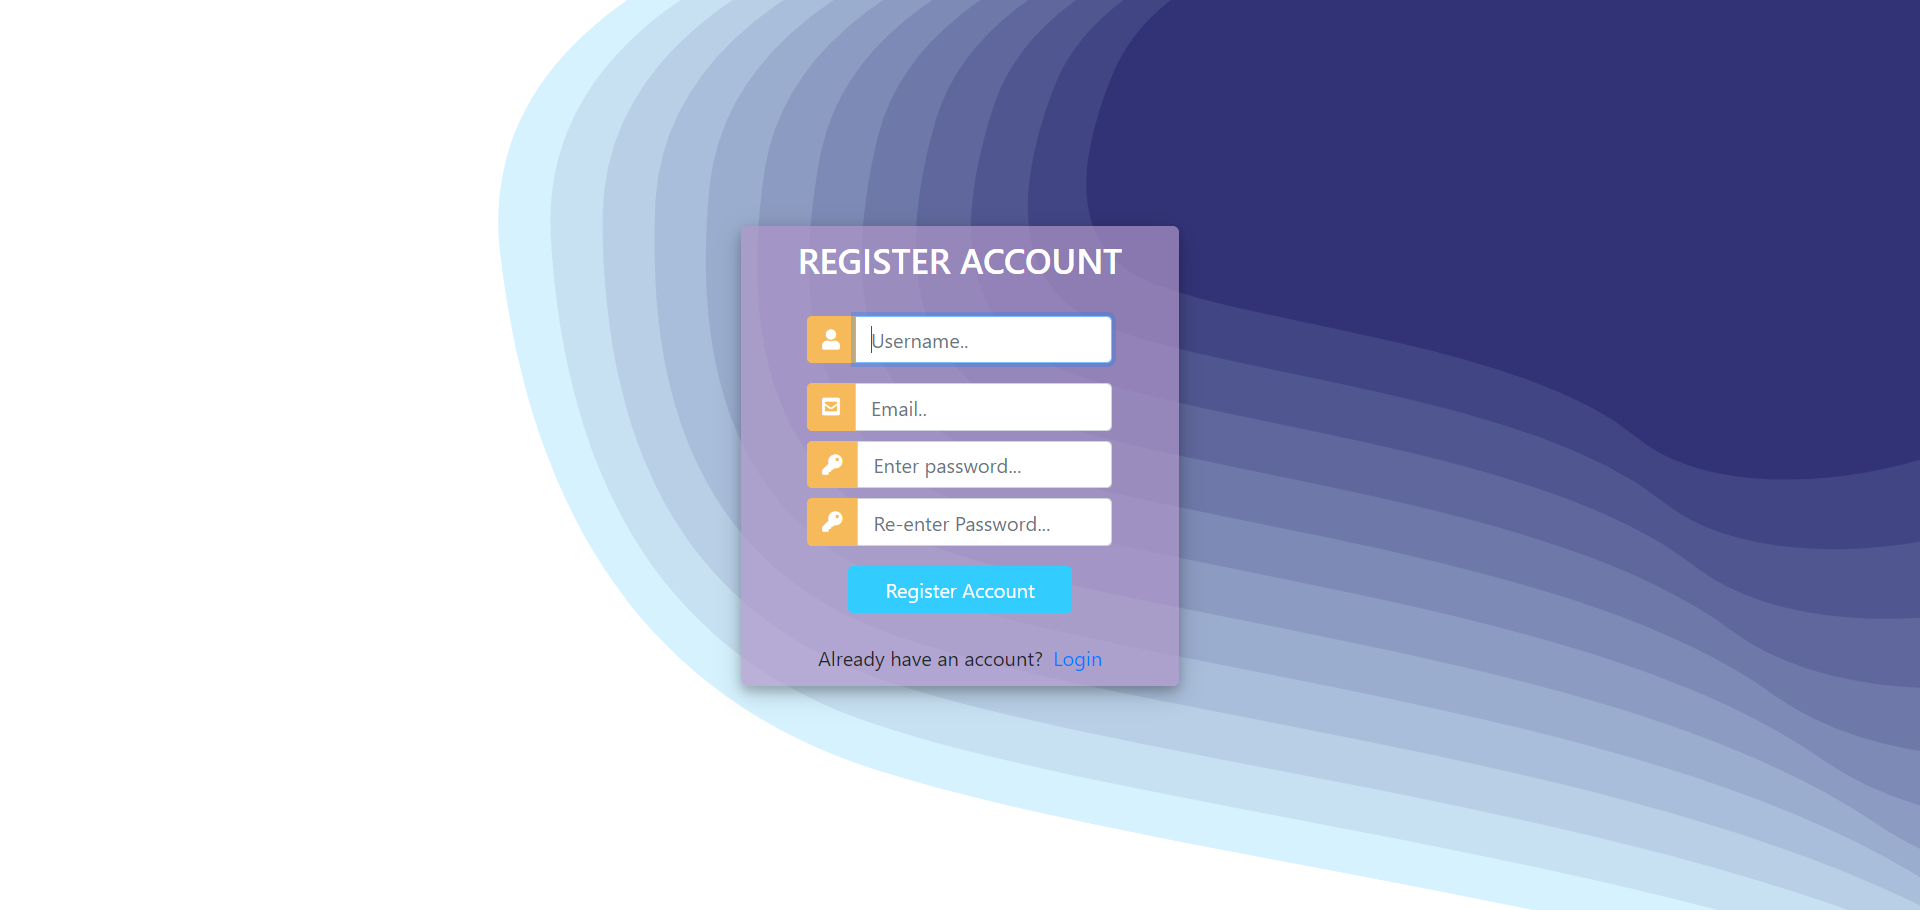 REGISTER ACCOUNT
Username..
Email..
Enter password...
Re-enter Password...
Register Account
Already have an account? Login